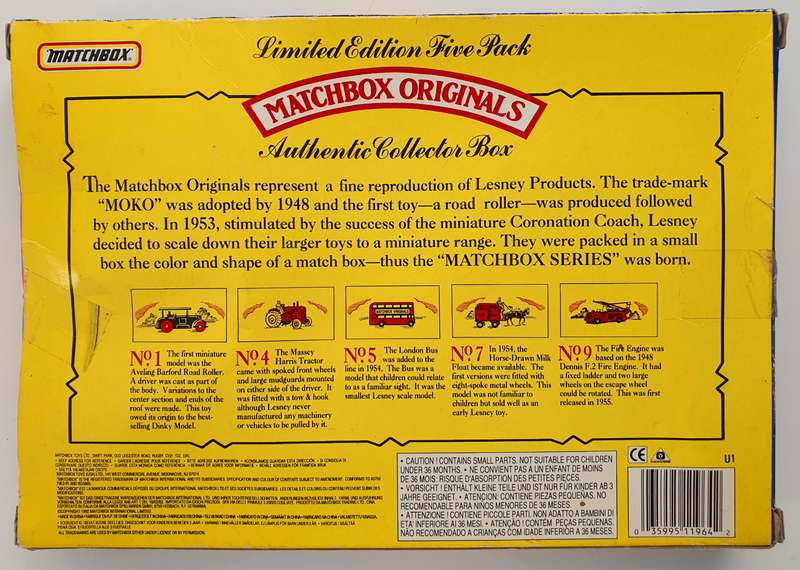 MATCHBOX
Limited Edition Five Pack
MATCHBOX ORIGINALS
Authentic Collector Box
The Matchbox Originals represent a fine reproduction of Lesney Products. The trade-mark
“MOKO” was adopted by 1948 and the first toy—a road roller—was produced followed
by others. In 1953, stimulated by the success of the miniature Coronation Coach, Lesney
decided to scale down their larger toys to a miniature range. They were packed in a small
box the color and shape of a match box—thus the “MATCHBOX SERIES” was born.
MATCHBOX ORIGINALS
No.1 The first miniature
model was the
Aveling Barford Road Roller.
A driver was cast as part of
the body. Variations to the
center section and ends of the
roof were made. This toy
owed its origin to the best-
selling Dinky Model.
No.4 The Massey
Harris Tractor
came with spoked front wheels
and large mudguards mounted
on either side of the driver. It
was fitted with a tow & hook
although Lesney never
manufactured any machinery
or vehicles to be pulled by it.
No.5 The London Bus
was added to the
line in 1954. The Bus was a
model that children could relate
to as a familiar sight. It was the
smallest Lesney scale model.
No.7 In 1954, the
Horse-Drawn Milk
Float became available. The
first versions were fitted with
eight-spoke metal wheels. This
model was not familiar to
children but sold well as an
early Lesney toy.
No.9 The Fire Engine was
based on the 1948
Dennis F.2 Fire Engine. It had
a fixed ladder and two large
wheels on the escape wheel
could be rotated. This was first
released in 1955.
• CAUTION ! CONTAINS SMALL PARTS. NOT SUITABLE FOR CHILDREN
UNDER 36 MONTHS. • NE CONVIENT PAS A UN ENFANT DE MOINS
DE 36 MOIS: RISQUE D'ABSORPTION DES PETITES PIECES.
• VORSICHT ! ENTHÄLT KLEINE TEILE UND IST NUR FÜR KINDER AB 3
JAHRE GEEIGNET. • ATENCION. CONTIENE PIEZAS PEQUENAS. NO
RECOMENDABLE PARA NIÑOS MENORES DE 36 MESES.
• ATTENZIONE ! CONTIENE PICCOLE PARTI. NON ADATTO A BAMBINI DI
ETA' INFERIORE AI 36 MESI. • ATENÇÃO ! CONTÉM PEÇAS PEQUENAS.
NÃO RECOMENDADO A CRIANÇAS COM IDADE INFERIOR A 36 MESES.
CE
U1
0 35995 11964 2